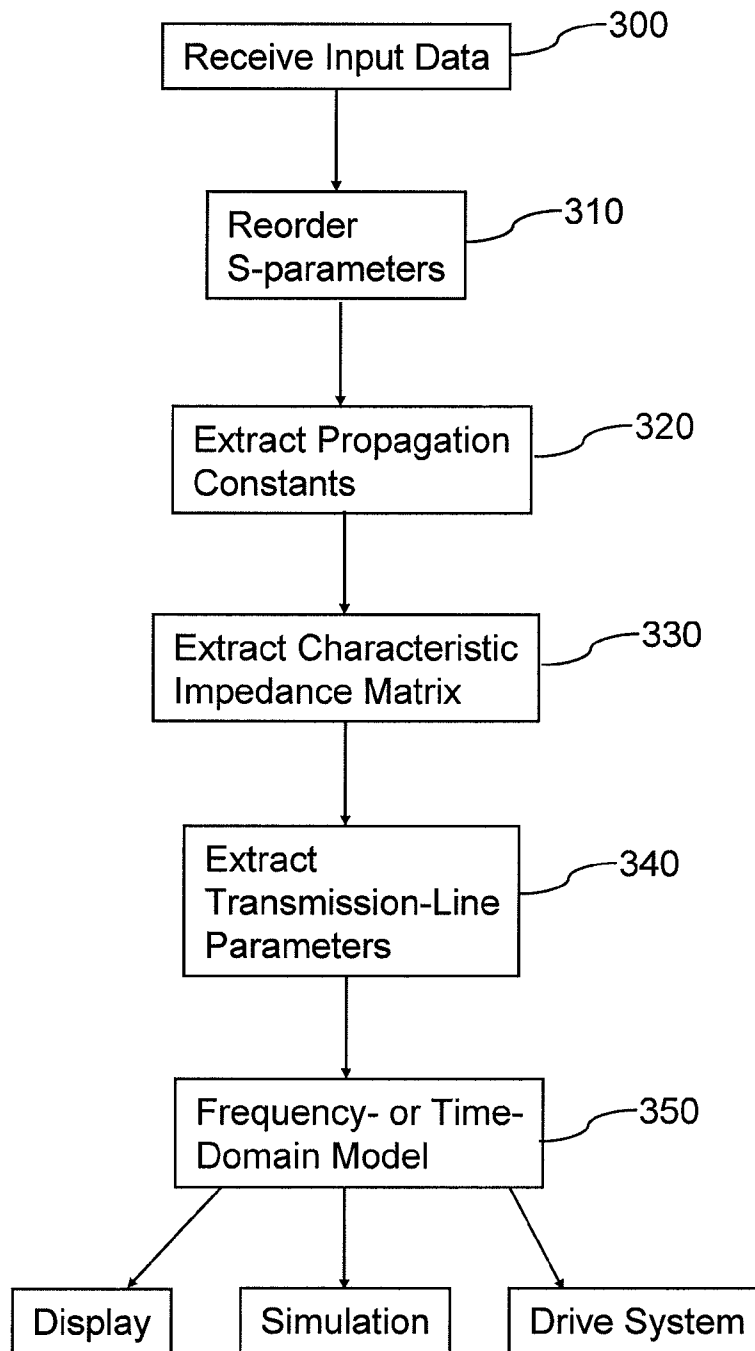 300
Receive Input Data
310
Reorder
S-parameters
320
Extract Propagation
Constants
330
Extract Characteristic
Impedance Matrix
340
Extract
Transmission-Line
Parameters
350
Frequency- or Time-
Domain Model
Display
Simulation
Drive System